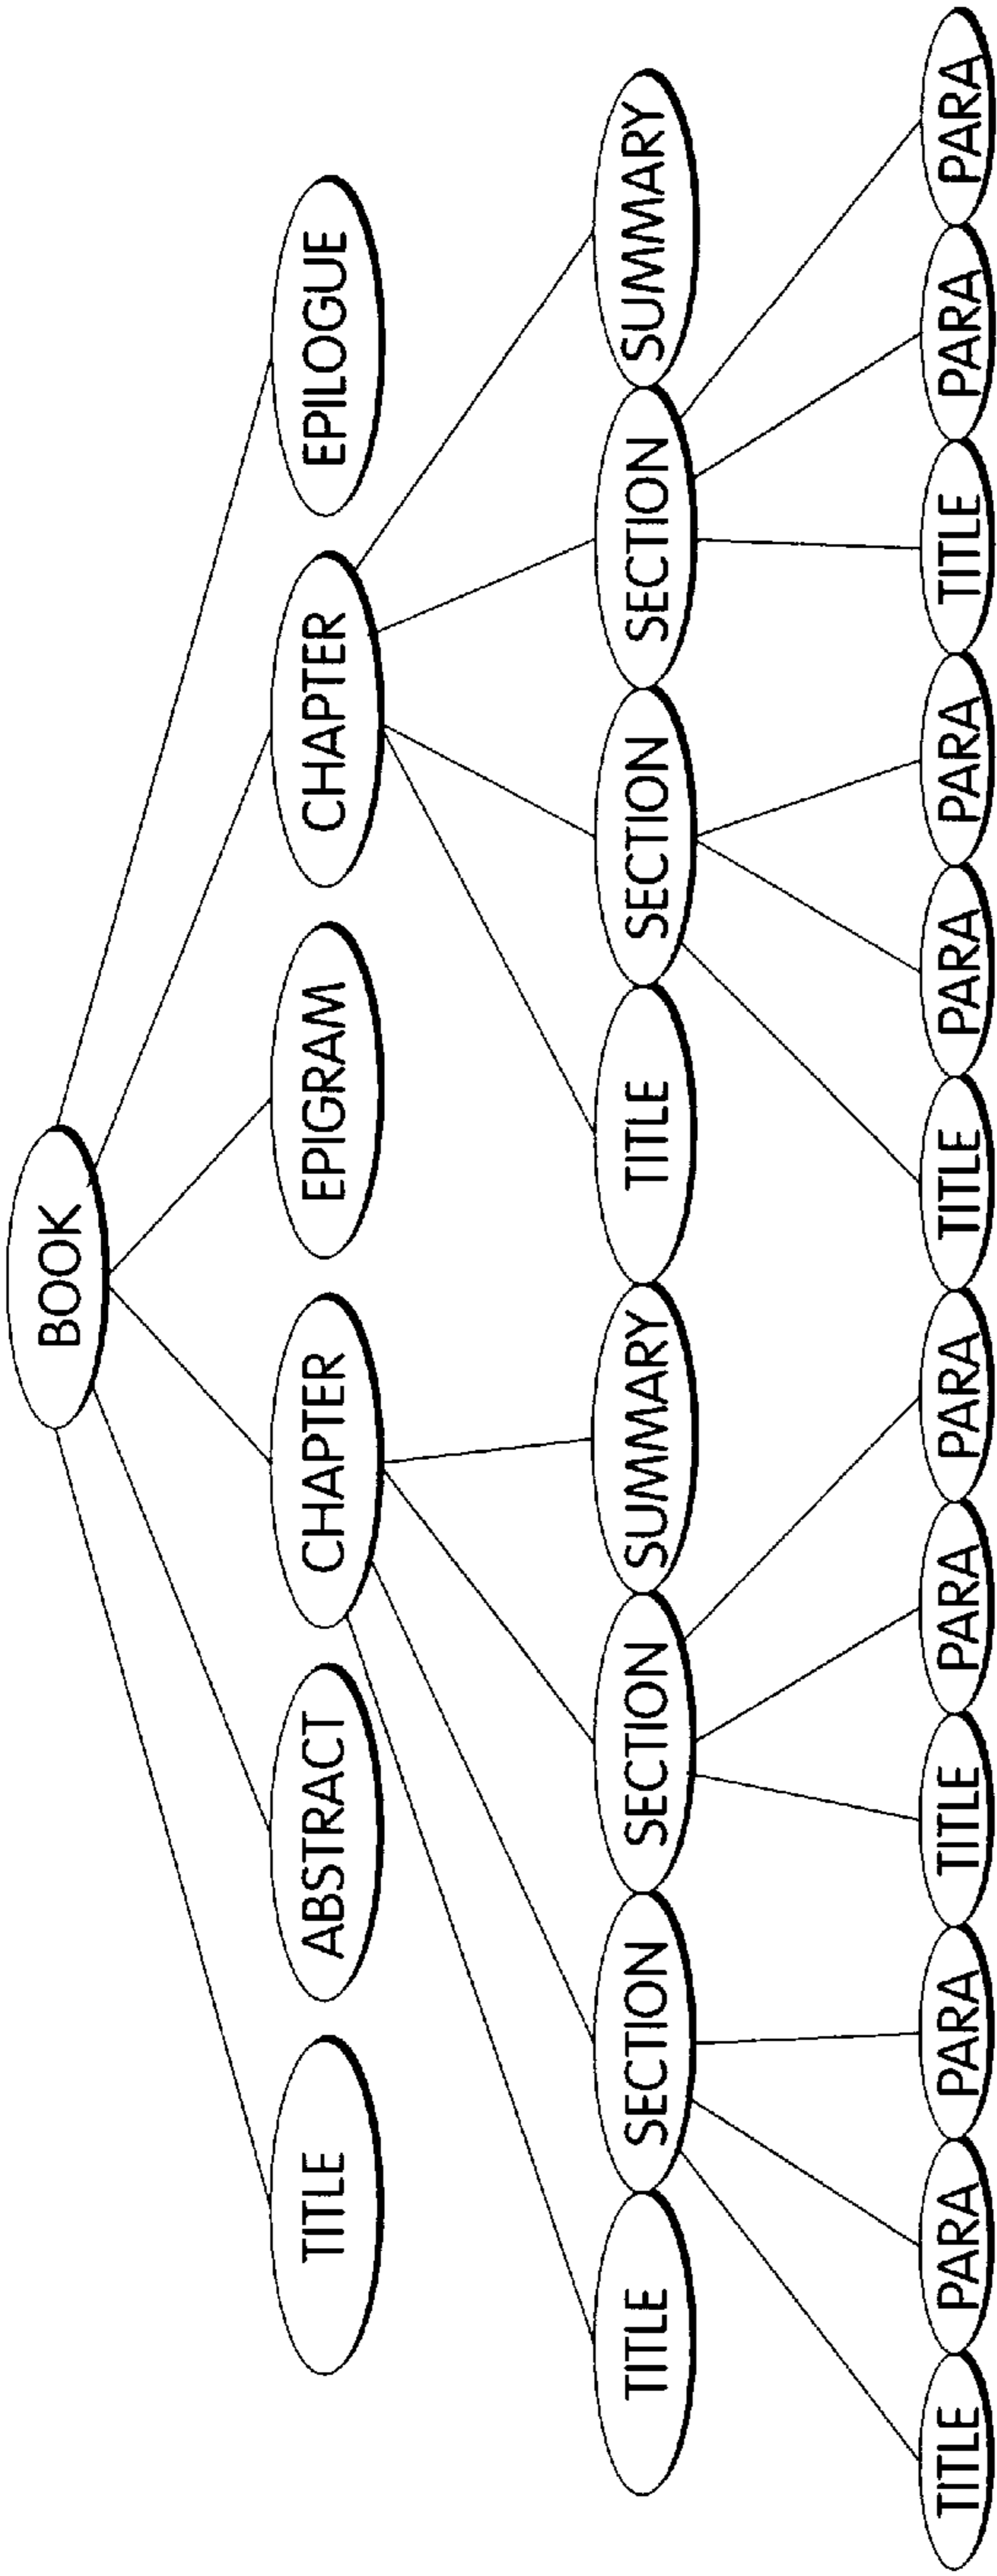 BOOK
TITLE ABSTRACT CHAPTER EPIGRAM CHAPTER EPILOGUE
TITLE SECTION SECTION SUMMARY TITLE SECTION SECTION SUMMARY
TITLE PARA PARA TITLE PARA PARA TITLE PARA PARA TITLE PARA PARA